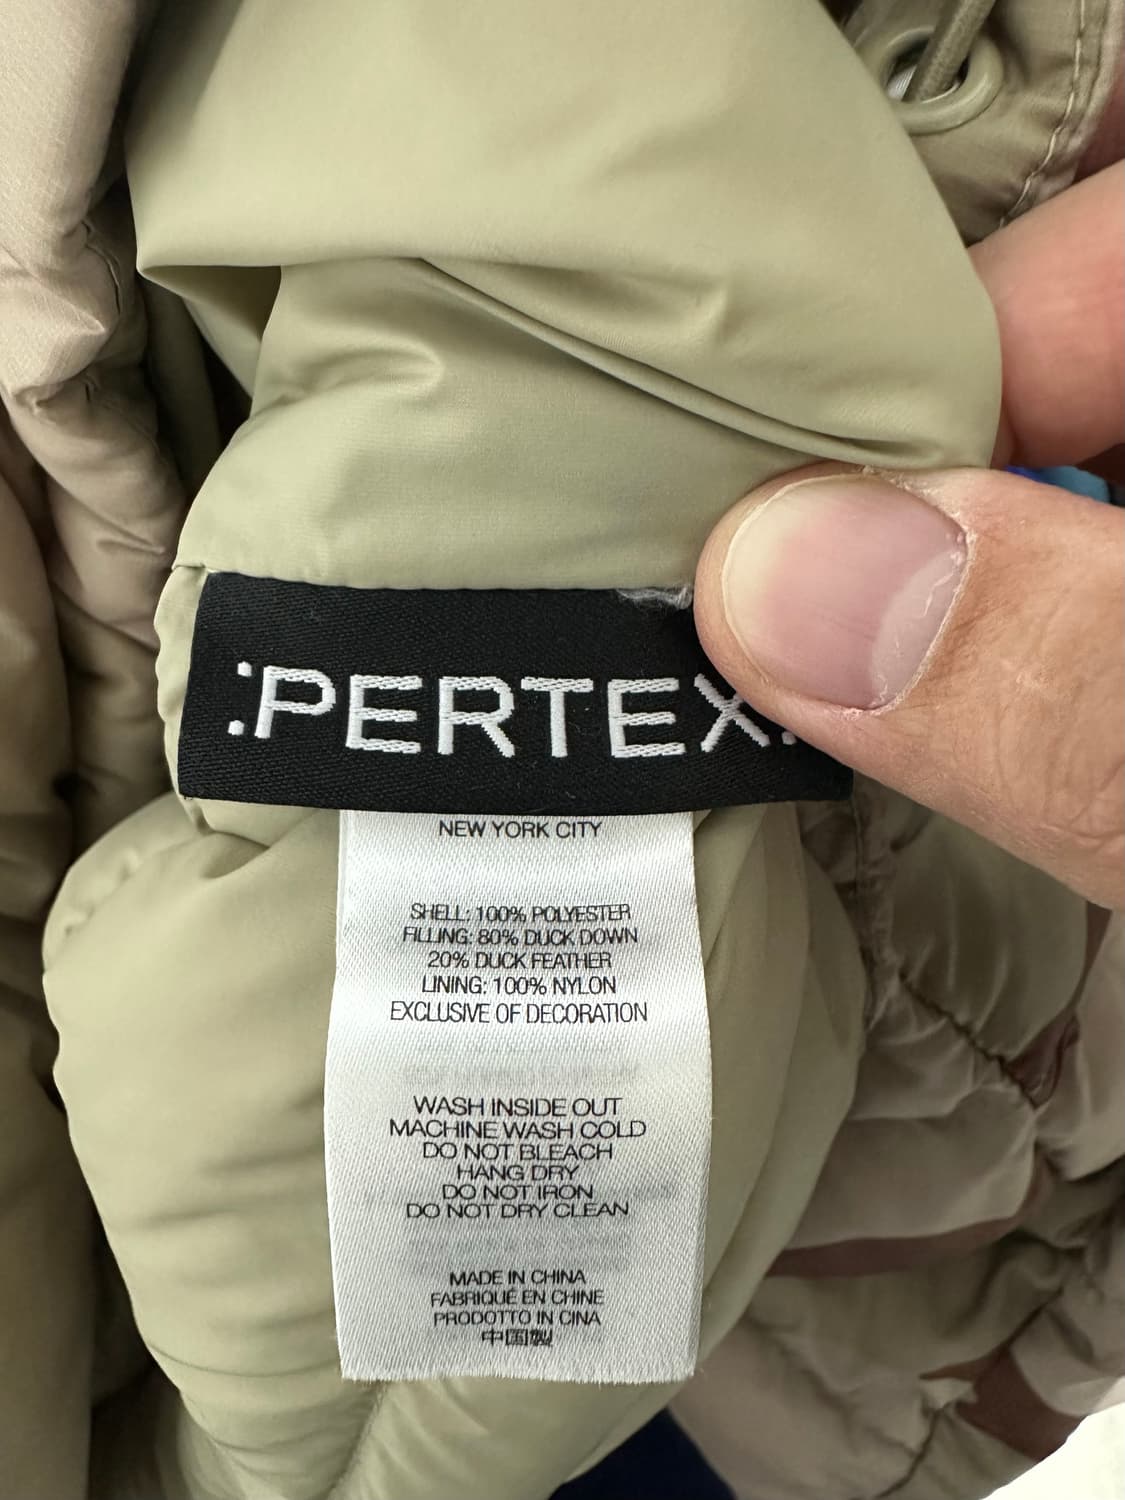 :PERTEX.
NEW YORK CITY
SHELL: 100% POLYESTER
FILLING: 80% DUCK DOWN
20% DUCK FEATHER
LINING: 100% NYLON
EXCLUSIVE OF DECORATION
WASH INSIDE OUT
MACHINE WASH COLD
DO NOT BLEACH
HANG DRY
DO NOT IRON
DO NOT DRY CLEAN
MADE IN CHINA
FABRIQUÉ EN CHINE
PRODOTTO IN CINA
中国製